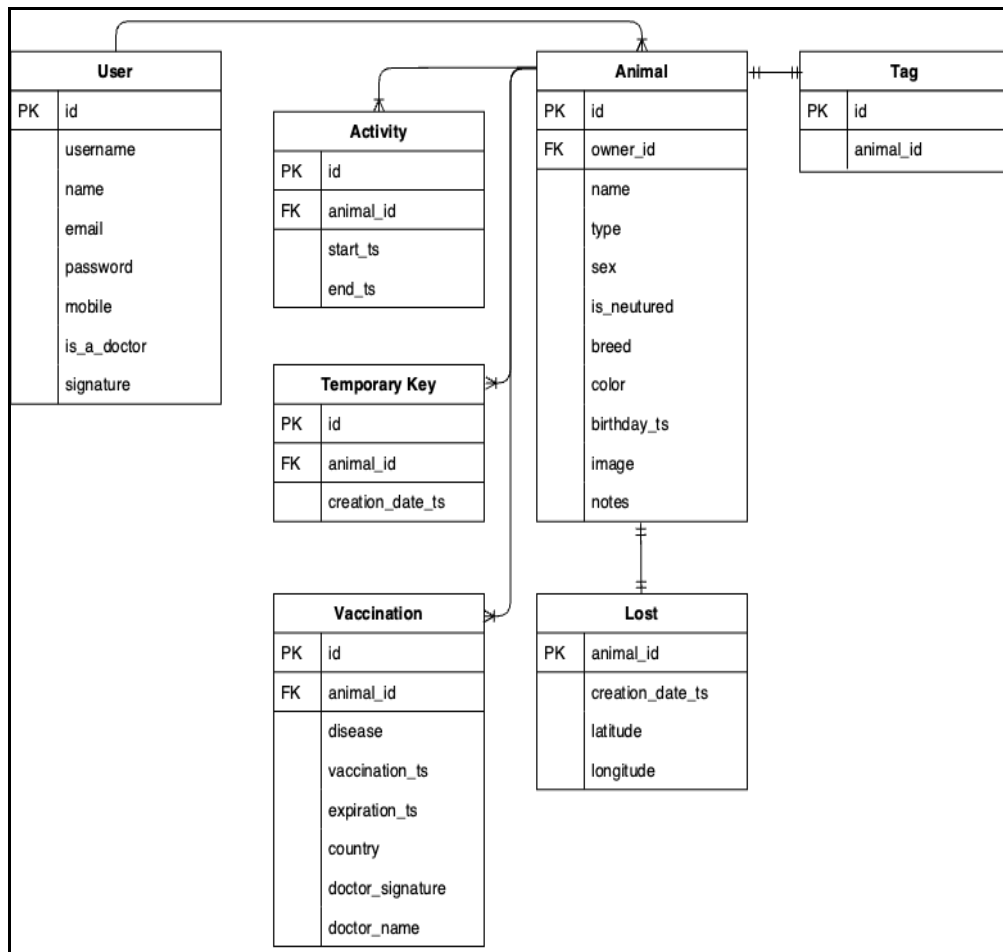 User
PK id
username
name
email
password
mobile
is_a_doctor
signature
Activity
PK id
FK animal_id
start_ts
end_ts
Temporary Key
PK id
FK animal_id
creation_date_ts
Vaccination
PK id
FK animal_id
disease
vaccination_ts
expiration_ts
country
doctor_signature
doctor_name
Animal
PK id
FK owner_id
name
type
sex
is_neutured
breed
color
birthday_ts
image
notes
Lost
PK animal_id
creation_date_ts
latitude
longitude
Tag
PK id
animal_id